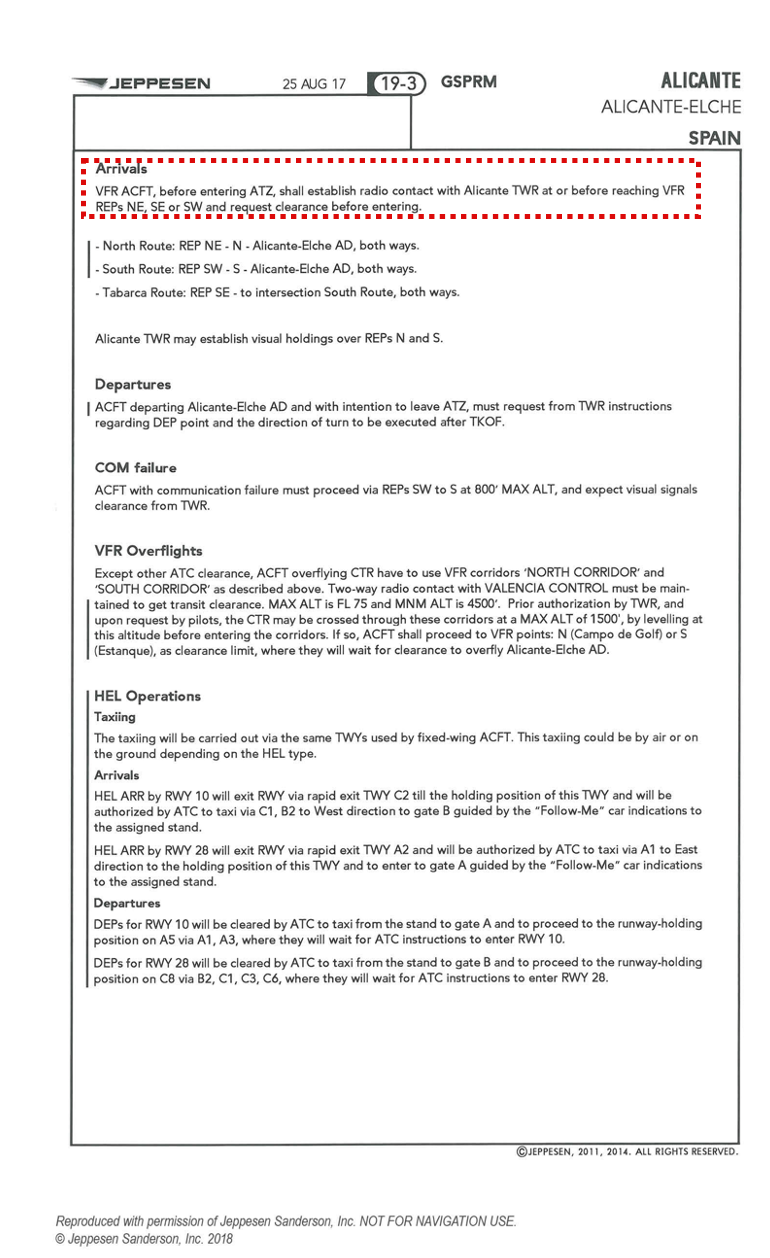 JEPPESEN 25 AUG 17 19-3 GSPRM ALICANTE
ALICANTE-ELCHE
SPAIN
Arrivals
VFR ACFT, before entering ATZ, shall establish radio contact with Alicante TWR at or before reaching VFR
REPs NE, SE or SW and request clearance before entering.
- North Route: REP NE - N - Alicante-Elche AD, both ways.
- South Route: REP SW - S - Alicante-Elche AD, both ways.
- Tabarca Route: REP SE - to intersection South Route, both ways.
Alicante TWR may establish visual holdings over REPs N and S.
Departures
ACFT departing Alicante-Elche AD and with intention to leave ATZ, must request from TWR instructions
regarding DEP point and the direction of turn to be executed after TKOF.
COM failure
ACFT with communication failure must proceed via REPs SW to S at 800' MAX ALT, and expect visual signals
clearance from TWR.
VFR Overflights
Except other ATC clearance, ACFT overflying CTR have to use VFR corridors 'NORTH CORRIDOR' and
'SOUTH CORRIDOR' as described above. Two-way radio contact with VALENCIA CONTROL must be main-
tained to get transit clearance. MAX ALT is FL 75 and MNM ALT is 4500'. Prior authorization by TWR, and
upon request by pilots, the CTR may be crossed through these corridors at a MAX ALT of 1500', by levelling at
this altitude before entering the corridors. If so, ACFT shall proceed to VFR points: N (Campo de Golf) or S
(Estanque), as clearance limit, where they will wait for clearance to overfly Alicante-Elche AD.
HEL Operations
Taxiing
The taxiing will be carried out via the same TWYs used by fixed-wing ACFT. This taxiing could be by air or on
the ground depending on the HEL type.
Arrivals
HEL ARR by RWY 10 will exit RWY via rapid exit TWY C2 till the holding position of this TWY and will be
authorized by ATC to taxi via C1, B2 to West direction to gate B guided by the "Follow-Me" car indications to
the assigned stand.
HEL ARR by RWY 28 will exit RWY via rapid exit TWY A2 and will be authorized by ATC to taxi via A1 to East
direction to the holding position of this TWY and to enter to gate A guided by the "Follow-Me" car indications
to the assigned stand.
Departures
DEPs for RWY 10 will be cleared by ATC to taxi from the stand to gate A and to proceed to the runway-holding
position on A5 via A1, A3, where they will wait for ATC instructions to enter RWY 10.
DEPs for RWY 28 will be cleared by ATC to taxi from the stand to gate B and to proceed to the runway-holding
position on C8 via B2, C1, C3, C6, where they will wait for ATC instructions to enter RWY 28.
©JEPPESEN, 2011, 2014. ALL RIGHTS RESERVED.
Reproduced with permission of Jeppesen Sanderson, Inc. NOT FOR NAVIGATION USE.
© Jeppesen Sanderson, Inc. 2018